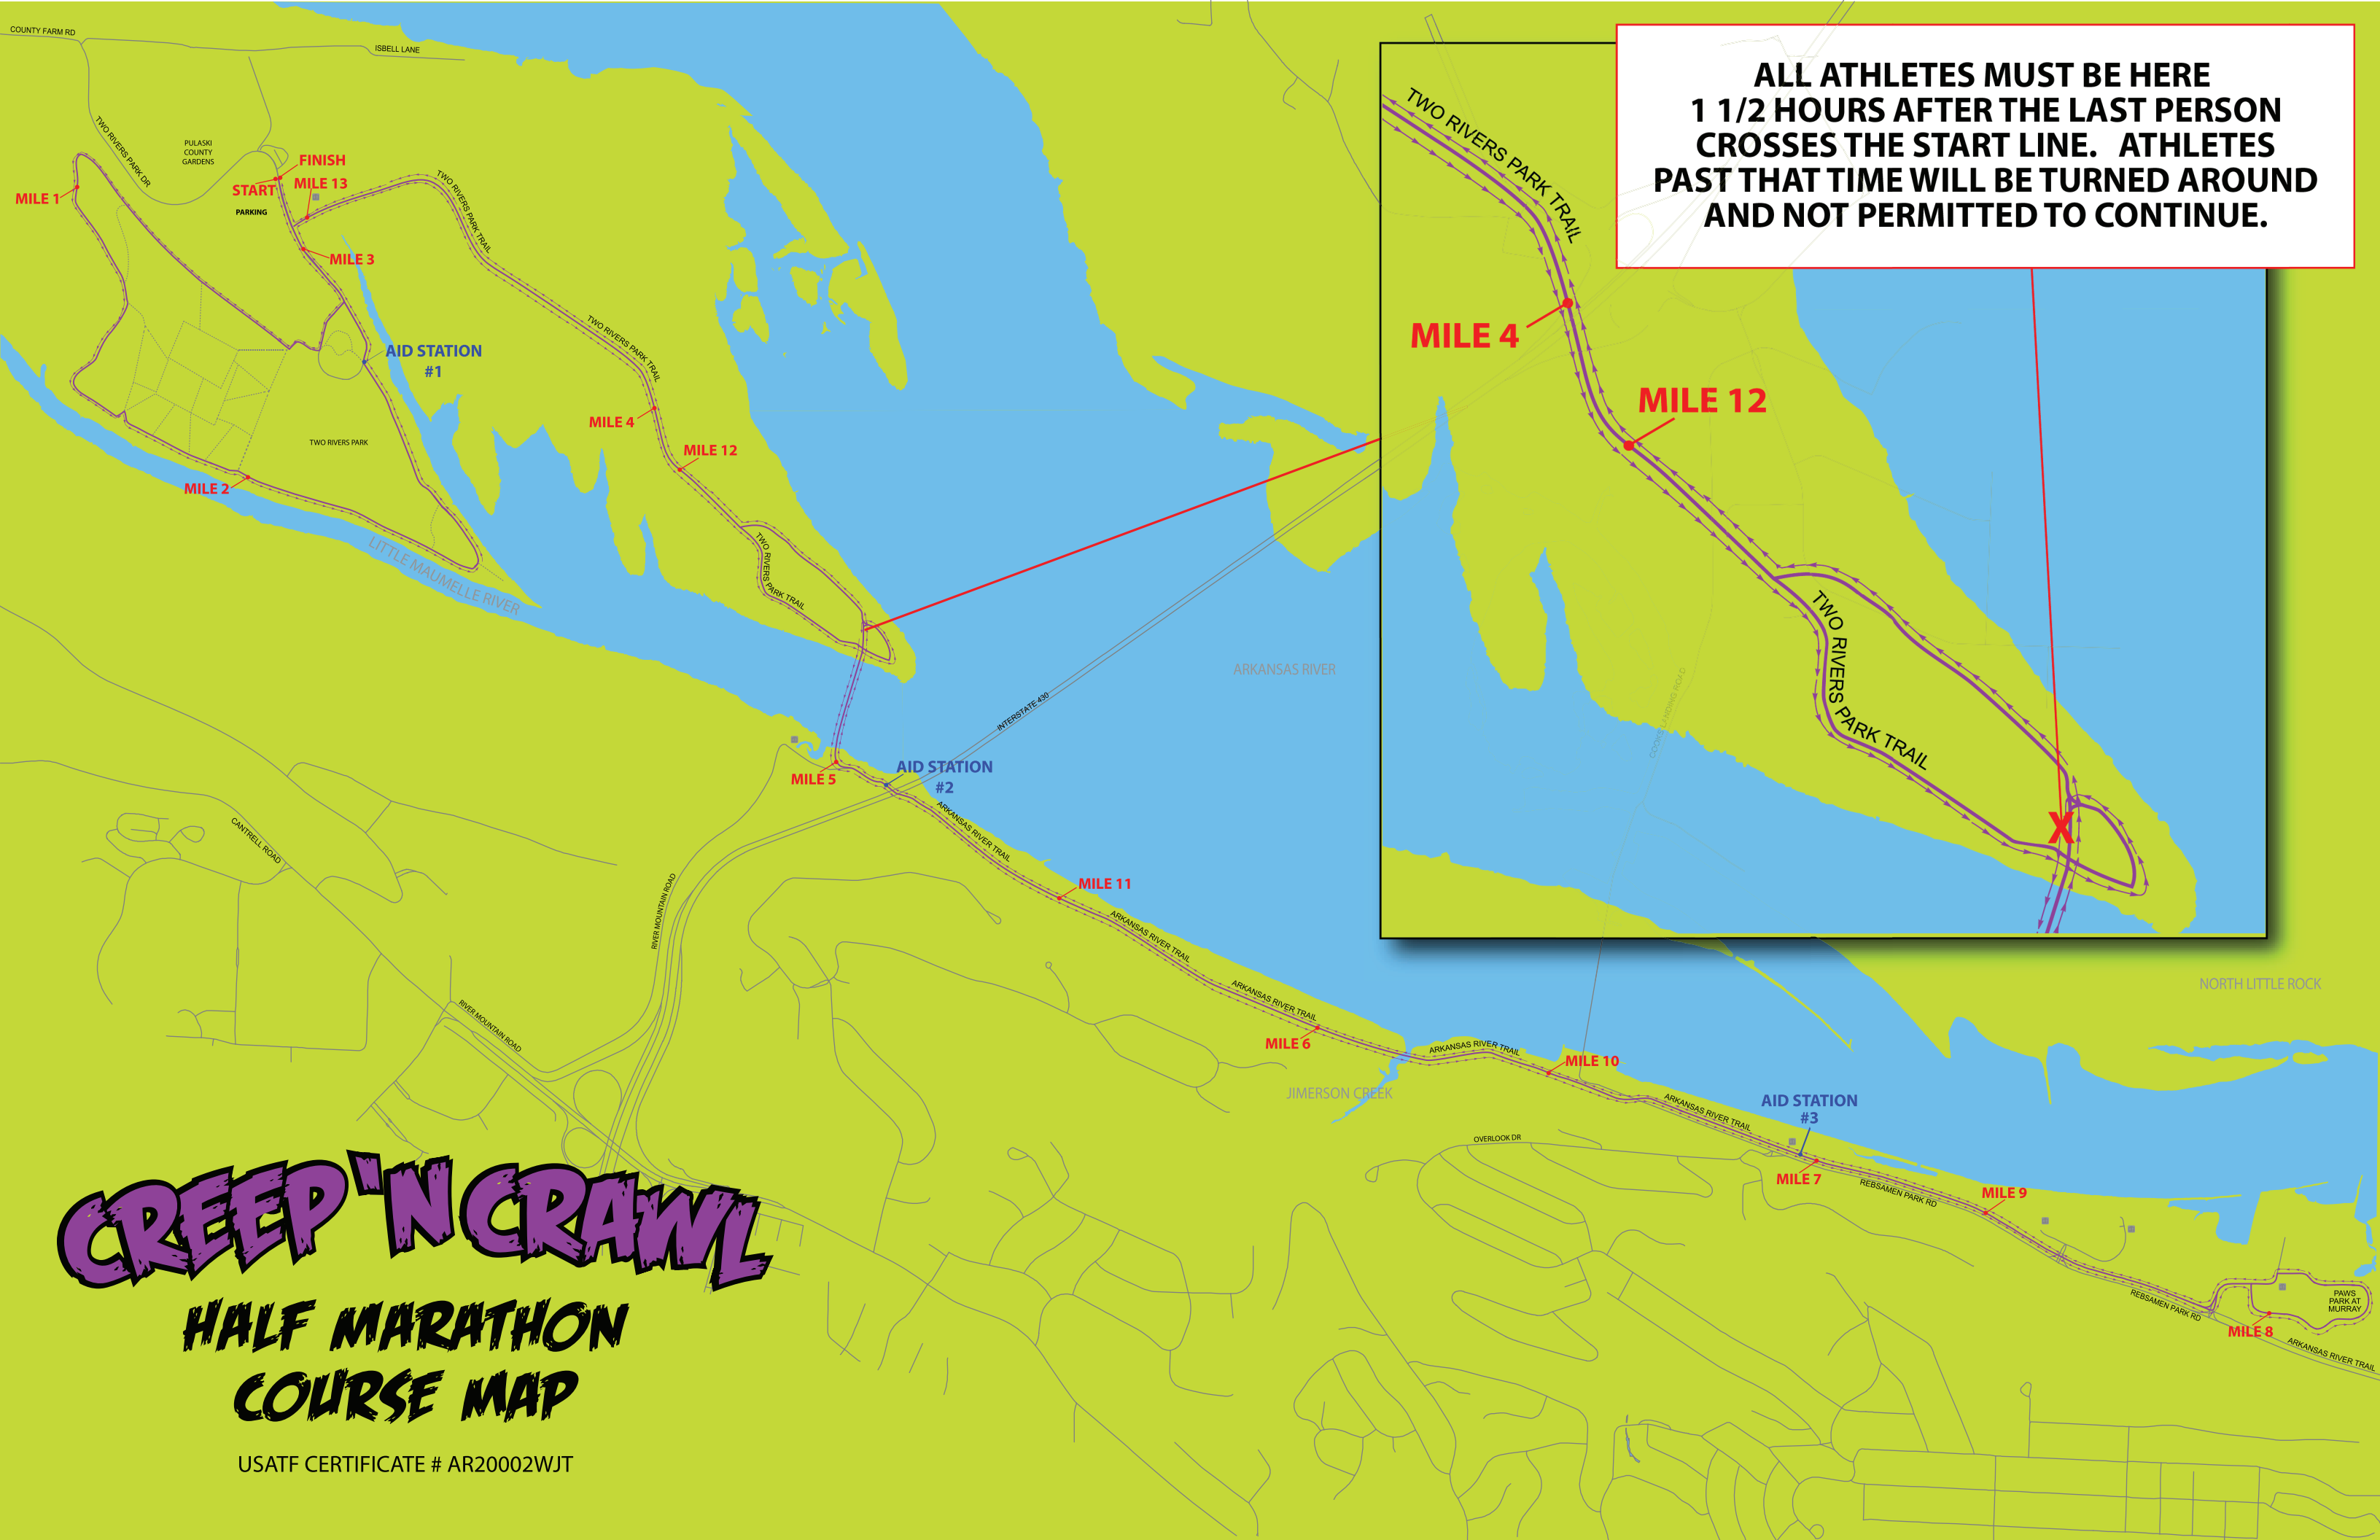 COUNTY FARM RD
ISBELL LANE
TWO RIVERS PARK DR
PULASKI
COUNTY
GARDENS
FINISH
START
MILE 13
PARKING
MILE 1
MILE 3
TWO RIVERS PARK TRAIL
AID STATION
#1
TWO RIVERS PARK TRAIL
MILE 4
MILE 12
TWO RIVERS PARK
MILE 2
LITTLE MAUMELLE RIVER
TWO RIVERS PARK TRAIL
ALL ATHLETES MUST BE HERE
1 1/2 HOURS AFTER THE LAST PERSON
CROSSES THE START LINE. ATHLETES
PAST THAT TIME WILL BE TURNED AROUND
AND NOT PERMITTED TO CONTINUE.
TWO RIVERS PARK TRAIL
MILE 4
MILE 12
TWO RIVERS PARK TRAIL
X
ARKANSAS RIVER
INTERSTATE 430
MILE 5
AID STATION
#2
ARKANSAS RIVER TRAIL
CANTRELL ROAD
RIVER MOUNTAIN ROAD
MILE 11
ARKANSAS RIVER TRAIL
ARKANSAS RIVER TRAIL
NORTH LITTLE ROCK
RIVER MOUNTAIN ROAD
MILE 6
ARKANSAS RIVER TRAIL
MILE 10
JIMERSON CREEK
ARKANSAS RIVER TRAIL
AID STATION
#3
OVERLOOK DR
MILE 7
REBSAMEN PARK RD
MILE 9
REBSAMEN PARK RD
PAWS
PARK AT
MURRAY
MILE 8
ARKANSAS RIVER TRAIL
CREEP 'N CRAWL
HALF MARATHON
COURSE MAP
USATF CERTIFICATE # AR20002WJT